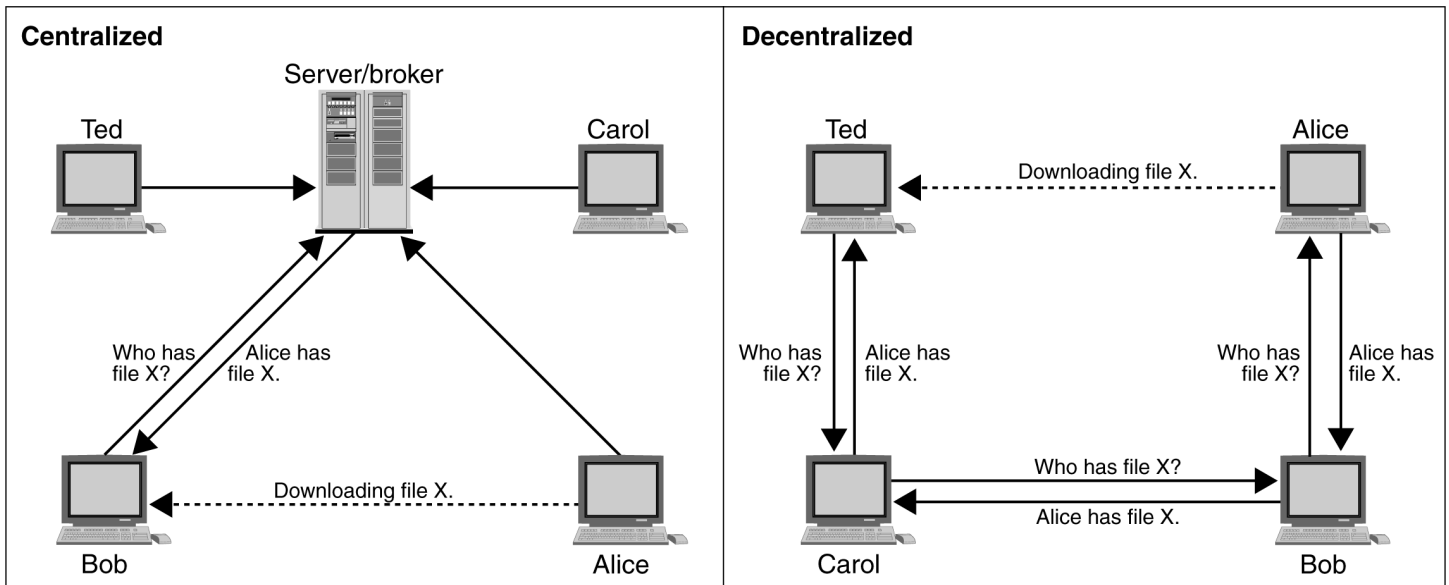 Centralized
Server/broker
Ted
Carol
Who has
file X?
Alice has
file X.
Downloading file X.
Bob
Alice
Decentralized
Ted
Alice
Downloading file X.
Who has
file X?
Alice has
file X.
Who has
file X?
Alice has
file X.
Who has file X?
Alice has file X.
Carol
Bob